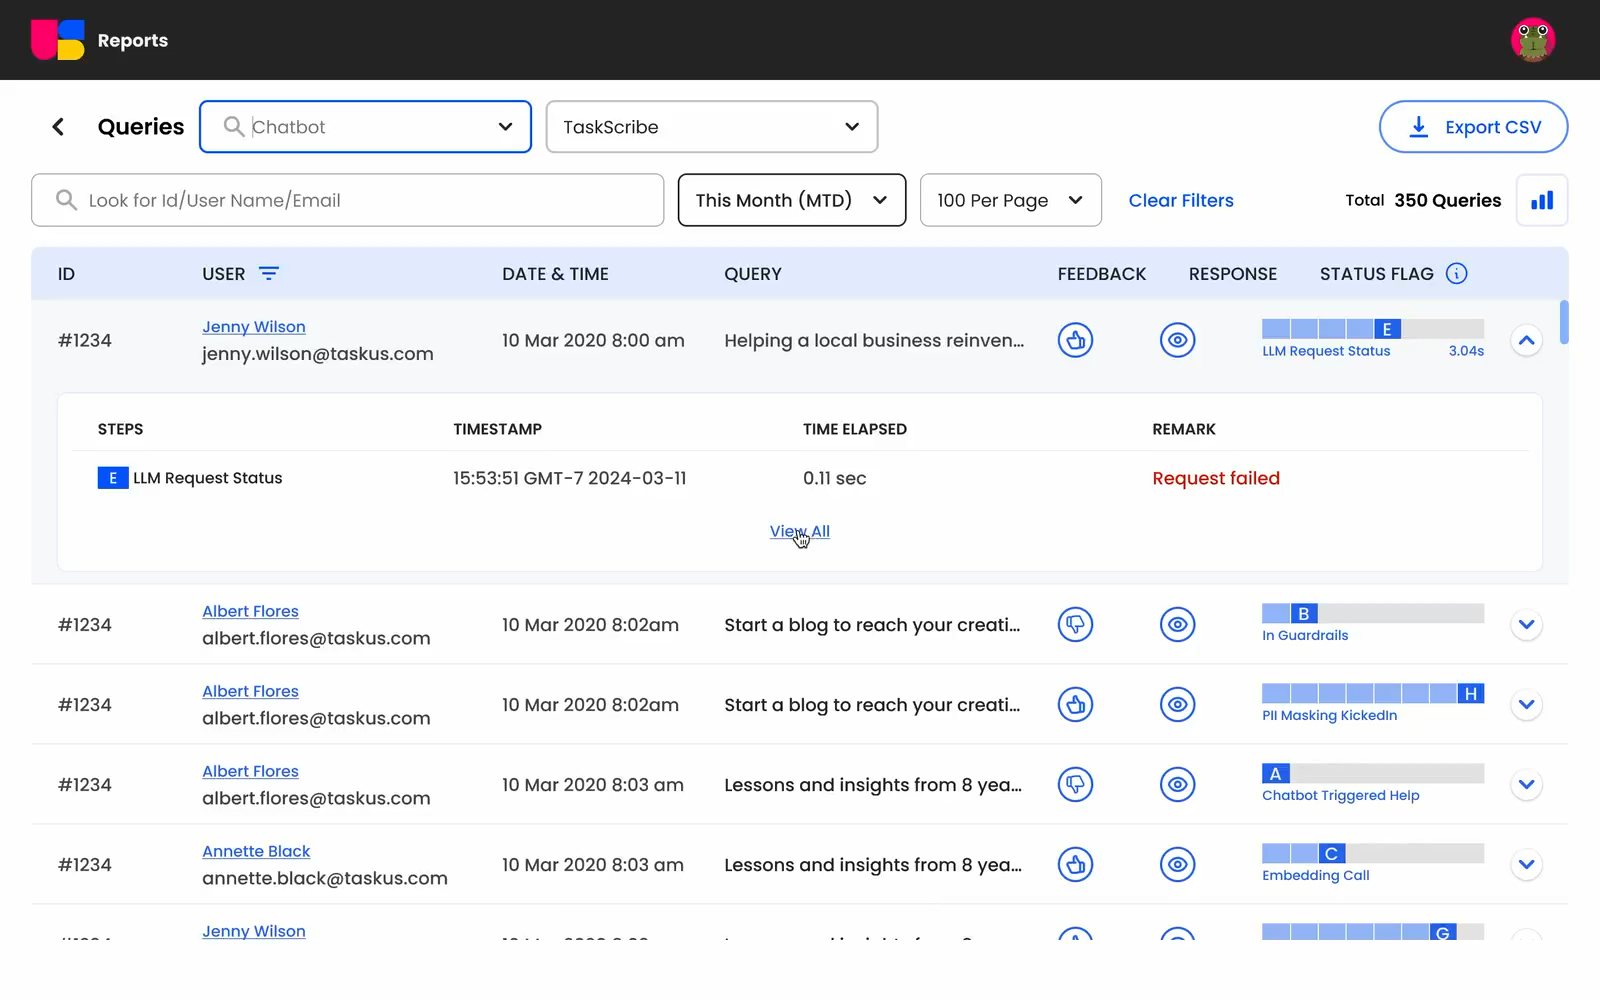 Reports
Queries
Chatbot
TaskScribe
Export CSV
Look for Id/User Name/Email
This Month (MTD)
100 Per Page
Clear Filters
Total 350 Queries
ID USER DATE & TIME QUERY FEEDBACK RESPONSE STATUS FLAG
#1234 Jenny Wilson 10 Mar 2020 8:00 am Helping a local business reinven... E
jenny.wilson@taskus.com LLM Request Status 3.04s
STEPS TIMESTAMP TIME ELAPSED REMARK
E LLM Request Status 15:53:51 GMT-7 2024-03-11 0.11 sec Request failed
View All
#1234 Albert Flores 10 Mar 2020 8:02am Start a blog to reach your creati... B
albert.flores@taskus.com In Guardrails
#1234 Albert Flores 10 Mar 2020 8:02am Start a blog to reach your creati... H
albert.flores@taskus.com PII Masking KickedIn
#1234 Albert Flores 10 Mar 2020 8:03 am Lessons and insights from 8 yea... A
albert.flores@taskus.com Chatbot Triggered Help
#1234 Annette Black 10 Mar 2020 8:03 am Lessons and insights from 8 yea... C
annette.black@taskus.com Embedding Call
Jenny Wilson G